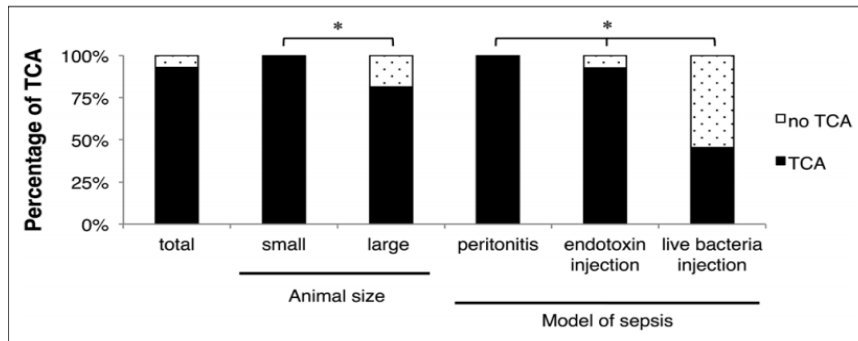 *
*
Percentage of TCA
100%
75%
50%
25%
0%
no TCA
TCA
total
small
large
peritonitis
endotoxin
injection
live bacteria
injection
Animal size
Model of sepsis